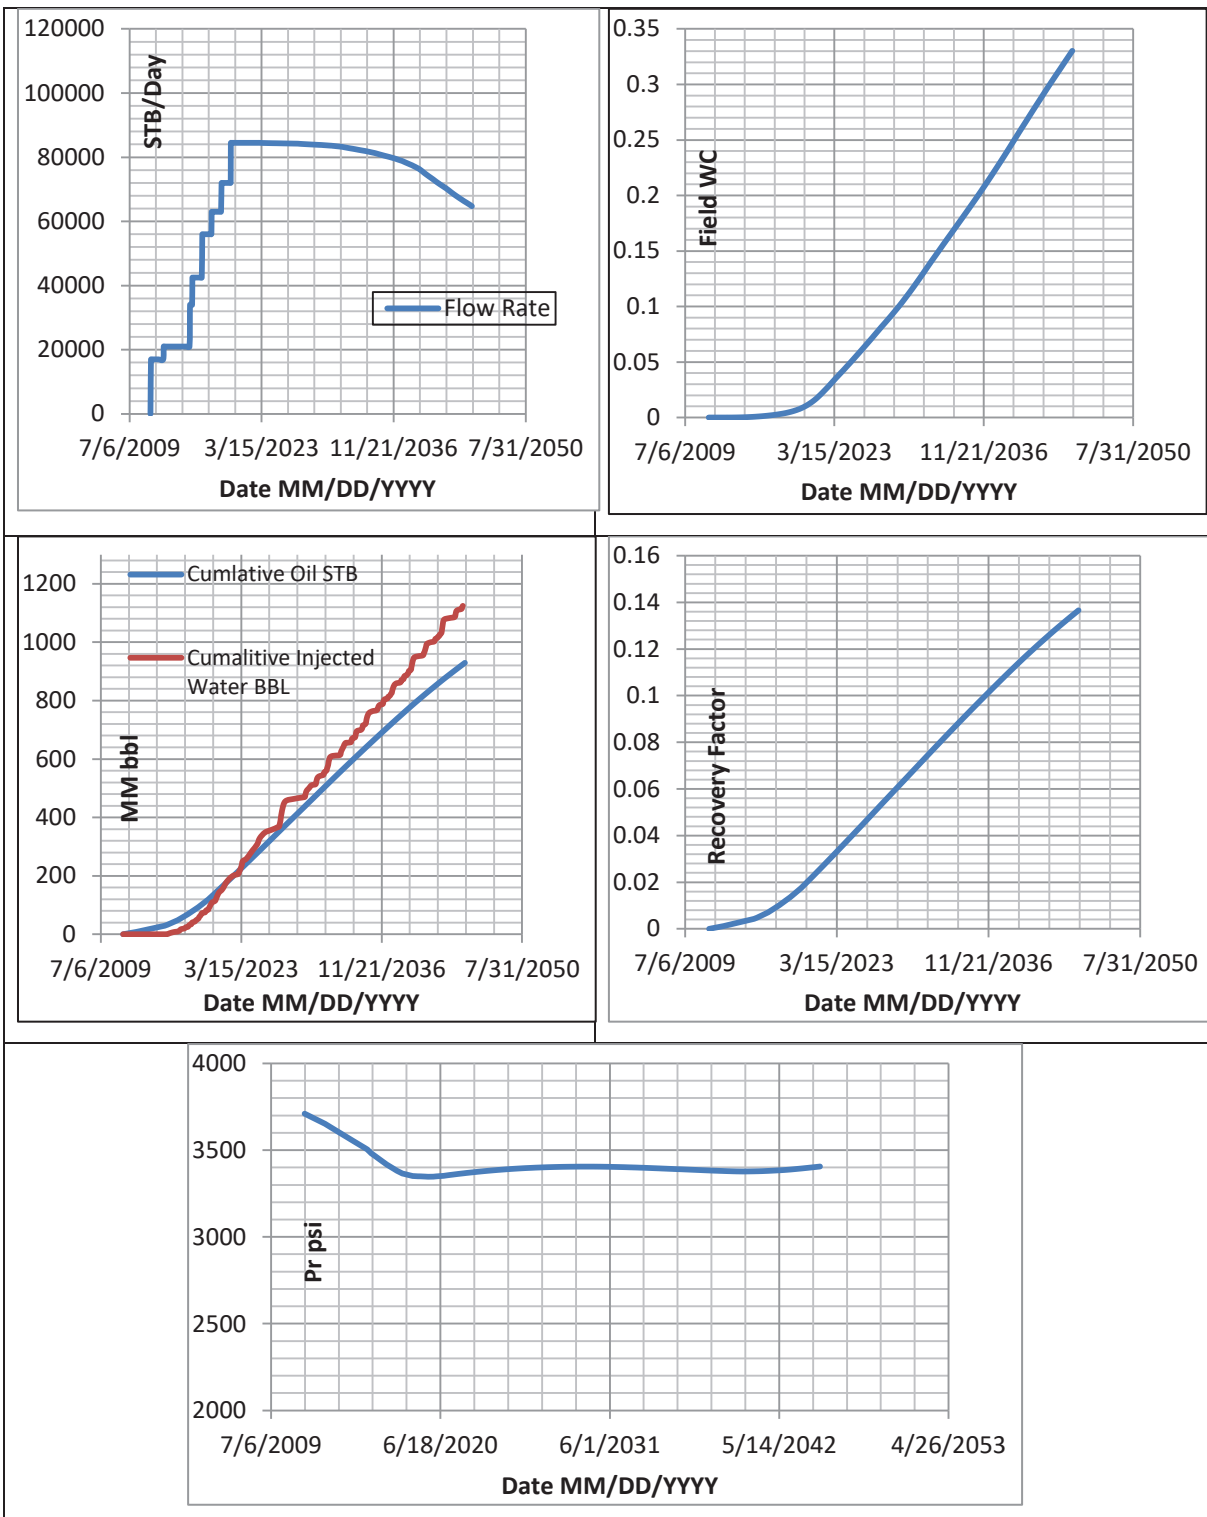 120000
100000
80000
60000
40000
20000
0
STB/Day
Flow Rate
7/6/2009 3/15/2023 11/21/2036 7/31/2050
Date MM/DD/YYYY
0.35
0.3
0.25
0.2
0.15
0.1
0.05
0
Field WC
7/6/2009 3/15/2023 11/21/2036 7/31/2050
Date MM/DD/YYYY
1200
1000
800
600
400
200
0
MM bbl
Cumlative Oil STB
Cumalitive Injected
Water BBL
7/6/2009 3/15/2023 11/21/2036 7/31/2050
Date MM/DD/YYYY
0.16
0.14
0.12
0.1
0.08
0.06
0.04
0.02
0
Recovery Factor
7/6/2009 3/15/2023 11/21/2036 7/31/2050
Date MM/DD/YYYY
4000
3500
3000
2500
2000
Pr psi
7/6/2009 6/18/2020 6/1/2031 5/14/2042 4/26/2053
Date MM/DD/YYYY